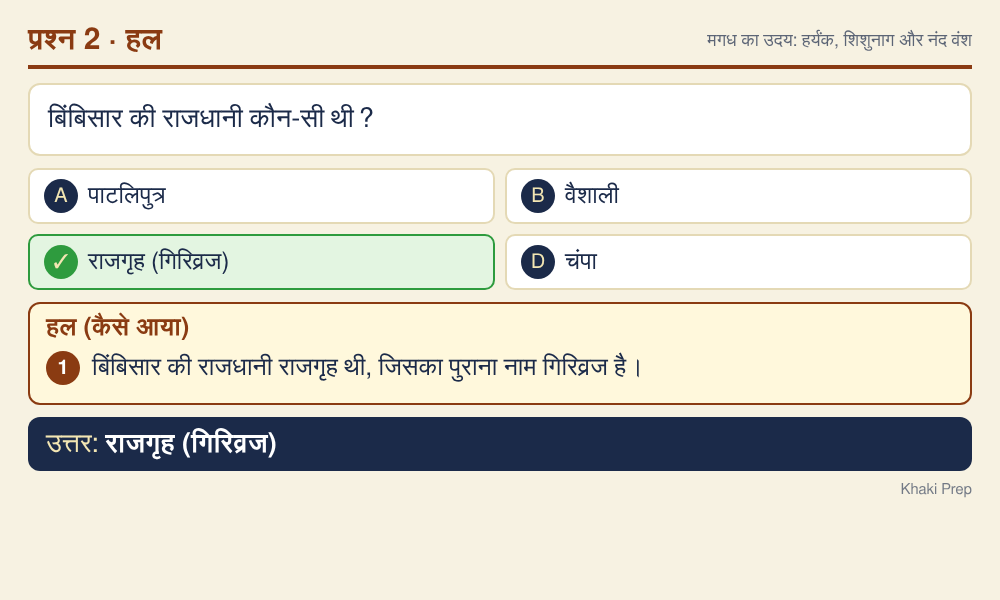 प्रश्न 2 · हल
मगध का उदय: हर्यंक, शिशुनाग और नंद वंश
बिंबिसार की राजधानी कौन-सी थी ?
A पाटलिपुत्र
B वैशाली
✓ राजगृह (गिरिव्रज)
D चंपा
हल (कैसे आया)
1 बिंबिसार की राजधानी राजगृह थी, जिसका पुराना नाम गिरिव्रज है।
उत्तर: राजगृह (गिरिव्रज)
Khaki Prep